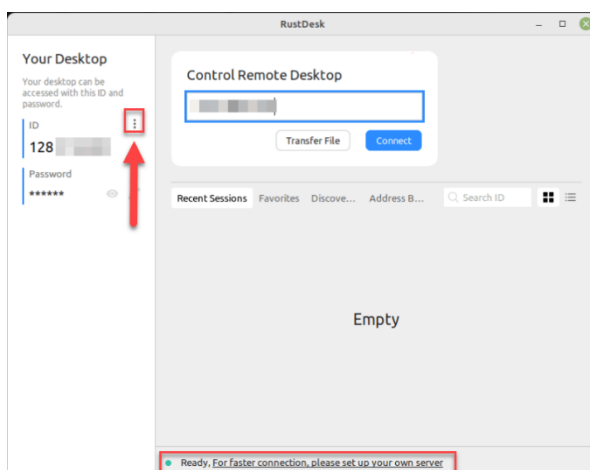 RustDesk
Your Desktop
Your desktop can be
accessed with this ID and
password.
ID
128
Password
******
Control Remote Desktop
Transfer File
Connect
Recent Sessions
Favorites
Discove...
Address B...
Search ID
Empty
Ready, For faster connection, please set up your own server